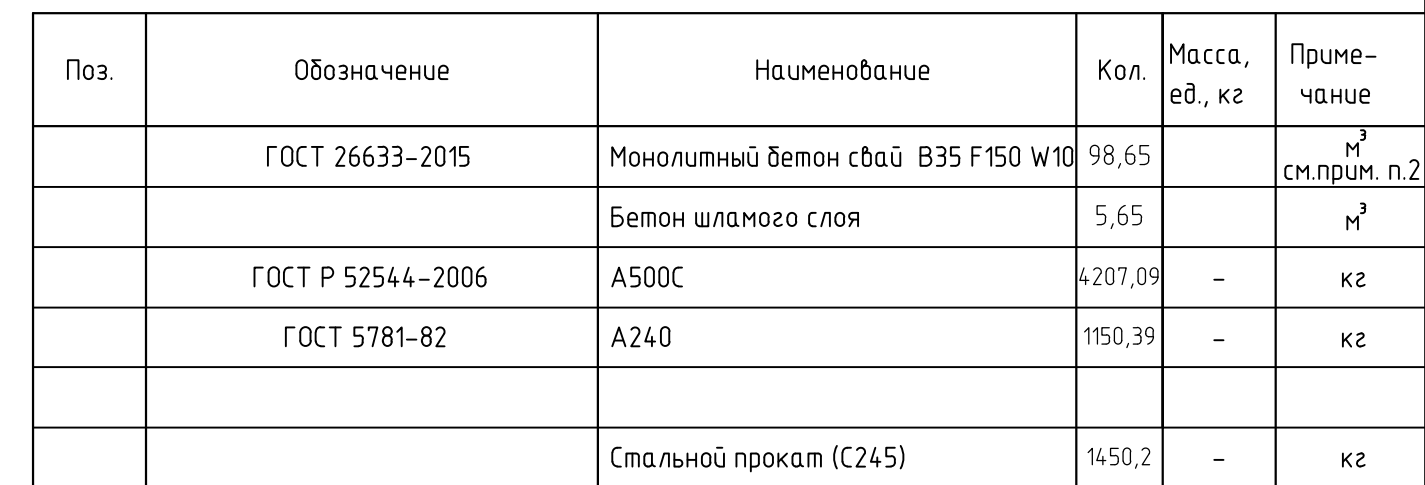 Поз. Обозначение Наименование Кол. Масса, ед., кг Приме- чание
ГОСТ 26633-2015 Монолитный бетон свай В35 F150 W10 98,65 м³ см.прим. п.2
Бетон шламого слоя 5,65 м³
ГОСТ Р 52544-2006 А500С 4207,09 - кг
ГОСТ 5781-82 А240 1150,39 - кг
Стальной прокат (С245) 1450,2 - кг